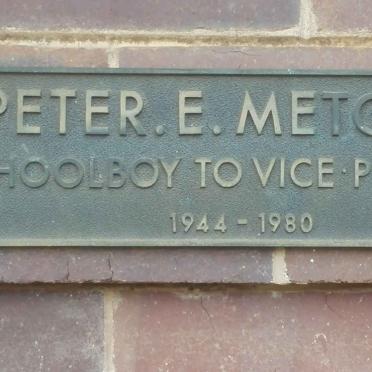 PETER. E. METC
HOOLBOY TO VICE·P
1944 - 1980